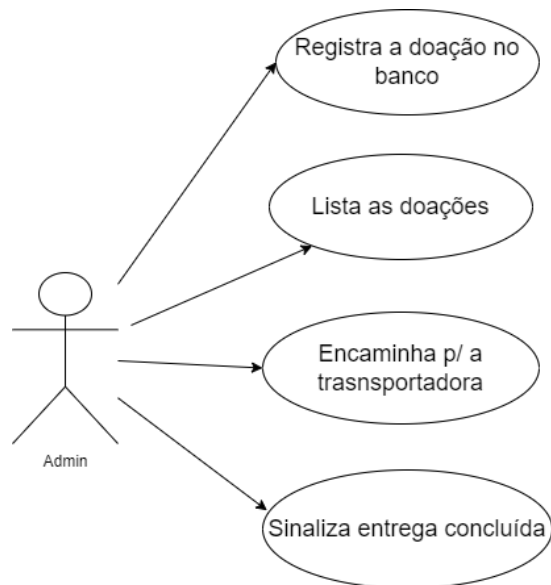 Registra a doação no
banco
Lista as doações
Encaminha p/ a
trasnsportadora
Admin
Sinaliza entrega concluída